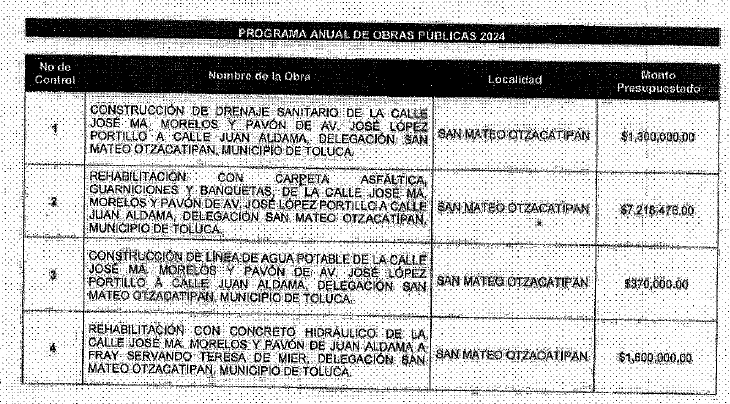 PROGRAMA ANUAL DE OBRAS PÚBLICAS 2024
No de Control Nombre de la Obra Localidad Monto Presupuestado
1
CONSTRUCCIÓN DE DRENAJE SANITARIO DE LA CALLE
JOSÉ MA. MORELOS Y PAVÓN DE AV. JOSÉ LÓPEZ
PORTILLO A CALLE JUAN ALDAMA, DELEGACIÓN SAN
MATEO OTZACATIPAN, MUNICIPIO DE TOLUCA.
SAN MATEO OTZACATIPAN
$1,300,000.00
2
REHABILITACIÓN CON CARPETA ASFÁLTICA,
GUARNICIONES Y BANQUETAS, DE LA CALLE JOSÉ MA.
MORELOS Y PAVÓN DE AV. JOSÉ LÓPEZ PORTILLO A CALLE
JUAN ALDAMA, DELEGACIÓN SAN MATEO OTZACATIPAN,
MUNICIPIO DE TOLUCA.
SAN MATEO OTZACATIPAN
3
CONSTRUCCIÓN DE LÍNEA DE AGUA POTABLE DE LA CALLE
JOSÉ MA. MORELOS Y PAVÓN DE AV. JOSÉ LÓPEZ
PORTILLO A CALLE JUAN ALDAMA, DELEGACIÓN SAN
MATEO OTZACATIPAN, MUNICIPIO DE TOLUCA.
SAN MATEO OTZACATIPAN
$370,000.00
4
REHABILITACIÓN CON CONCRETO HIDRÁULICO DE LA
CALLE JOSÉ MA. MORELOS Y PAVÓN DE JUAN ALDAMA A
FRAY SERVANDO TERESA DE MIER, DELEGACIÓN SAN
MATEO OTZACATIPAN, MUNICIPIO DE TOLUCA.
SAN MATEO OTZACATIPAN
$1,600,000.00